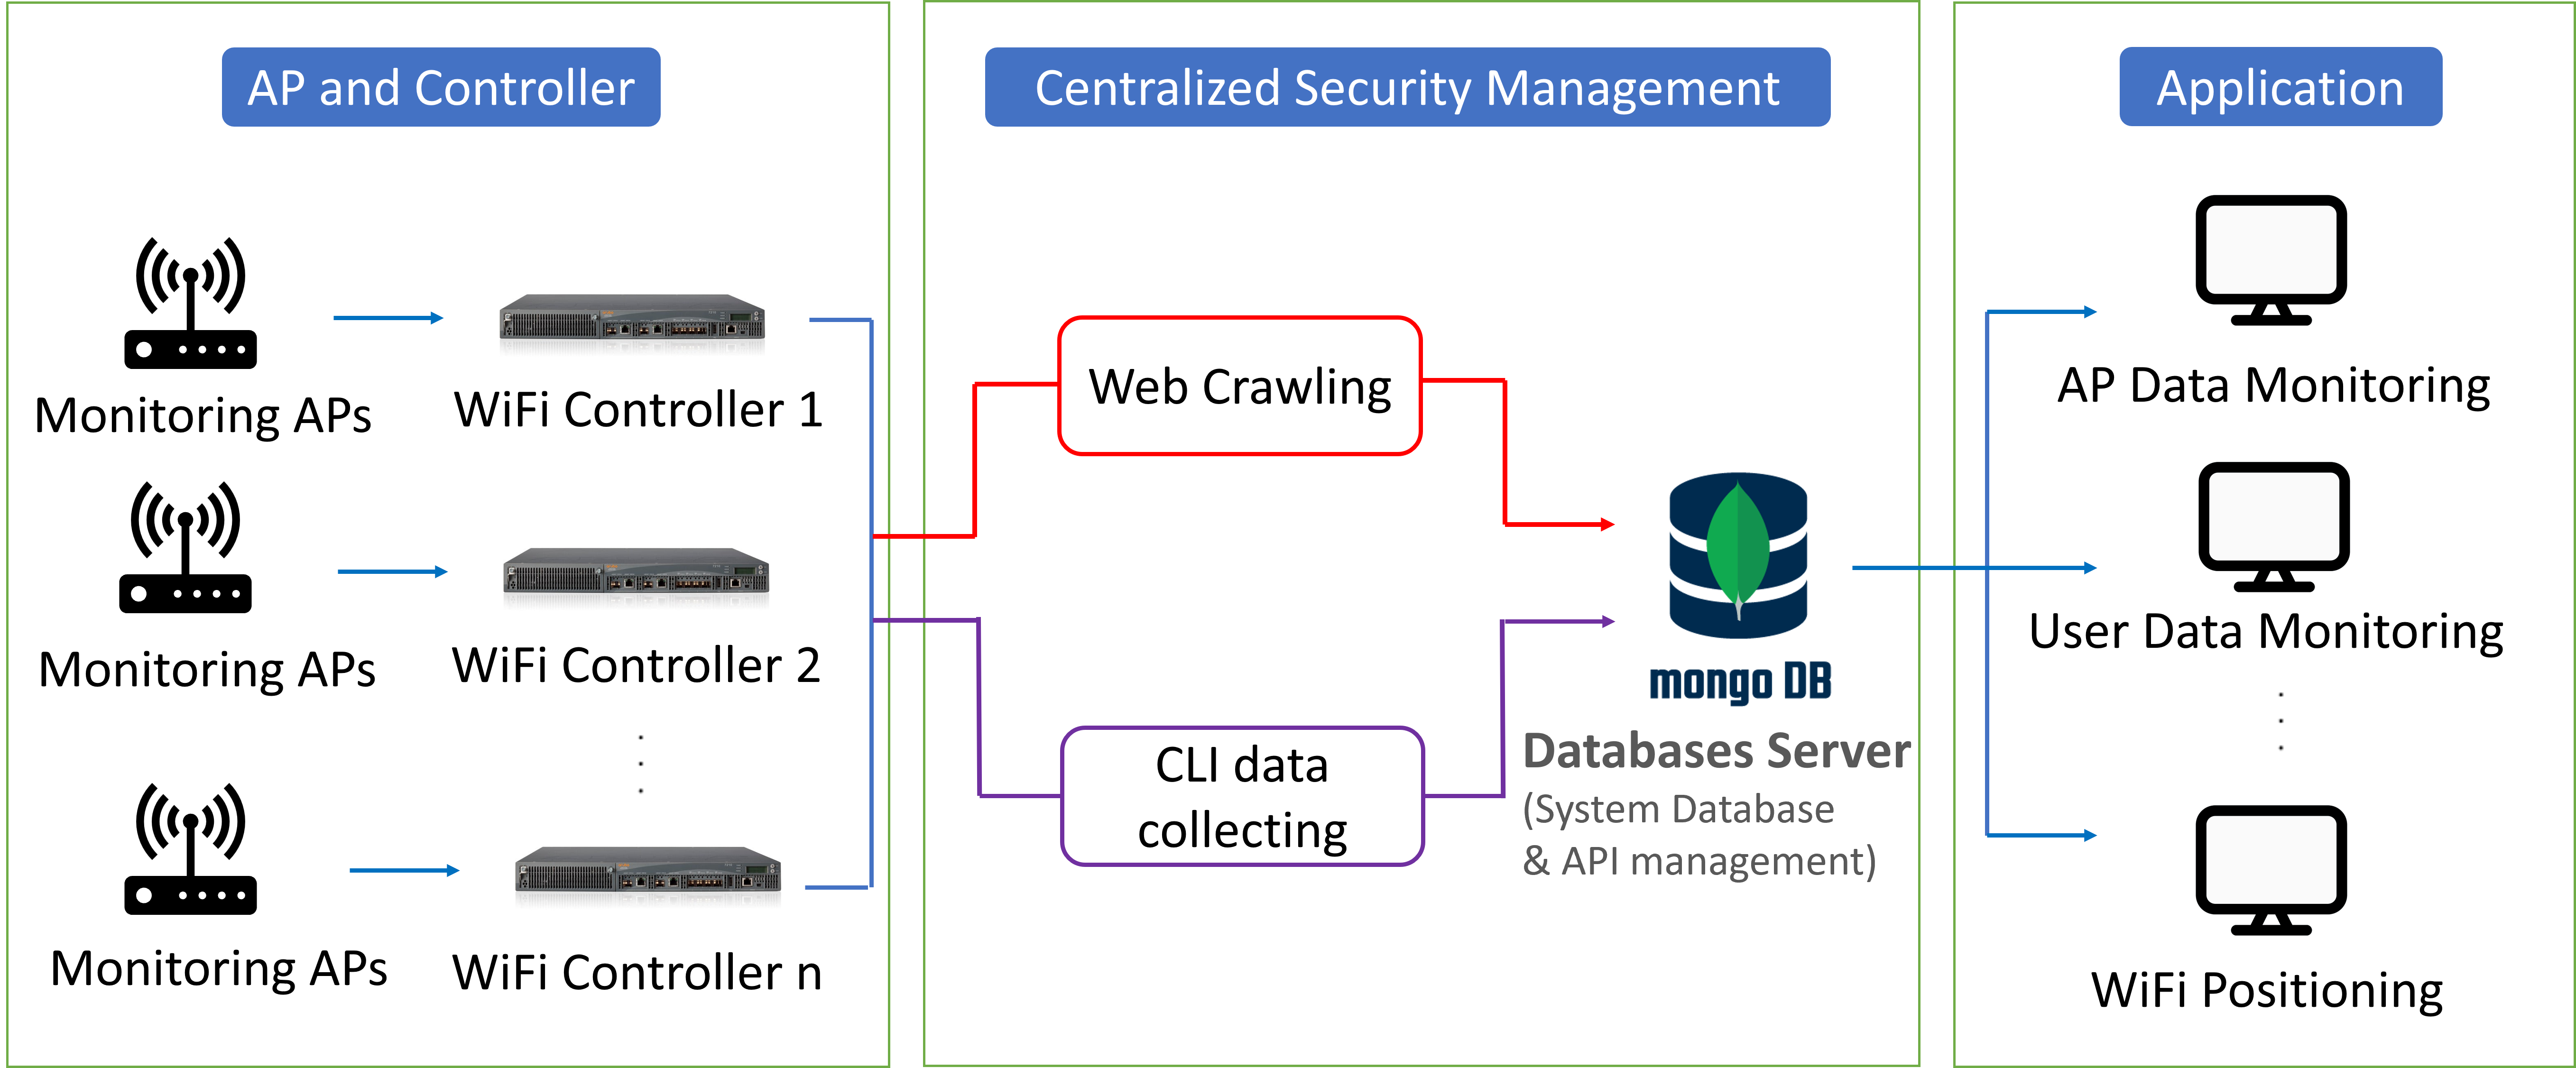 AP and Controller
Monitoring APs
WiFi Controller 1
Monitoring APs
WiFi Controller 2
Monitoring APs
WiFi Controller n
Centralized Security Management
Web Crawling
CLI data
collecting
mongo DB
Databases Server
(System Database
& API management)
Application
AP Data Monitoring
User Data Monitoring
WiFi Positioning